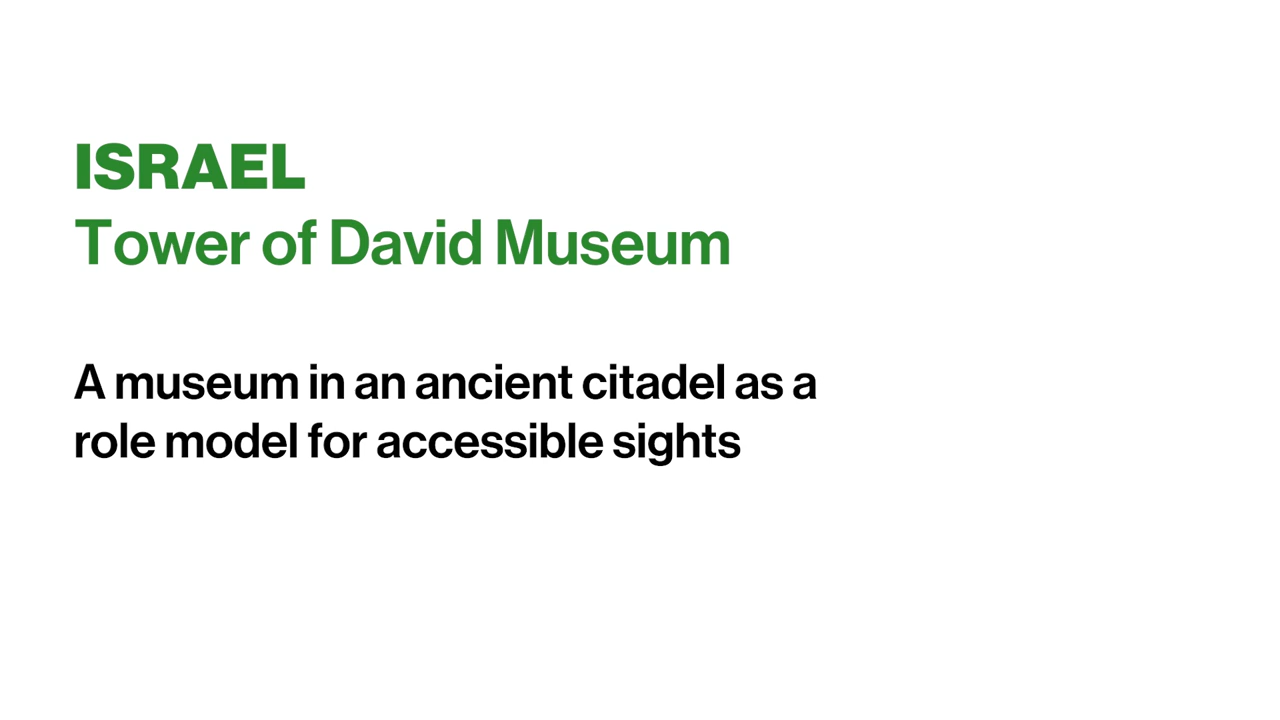 ISRAEL
Tower of David Museum
A museum in an ancient citadel as a
role model for accessible sights